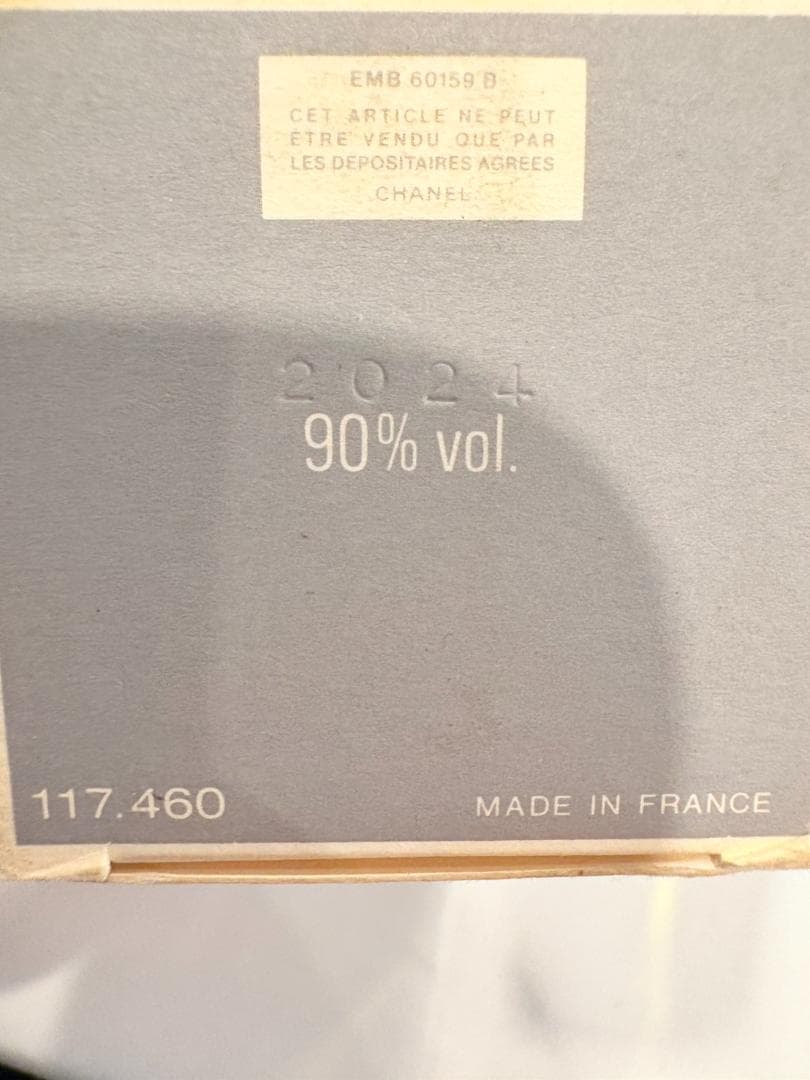 EMB 60159 B
CET ARTICLE NE PEUT
ETRE VENDU QUE PAR
LES DEPOSITAIRES AGREES
CHANEL
2024
90% vol.
117.460
MADE IN FRANCE